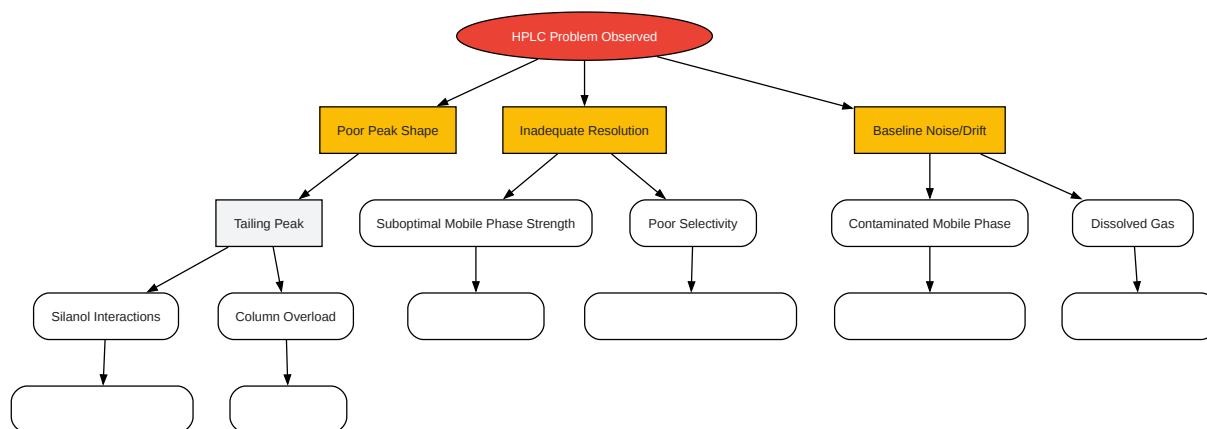 HPLC Problem Observed
Poor Peak Shape
Inadequate Resolution
Baseline Noise/Drift
Tailing Peak
Suboptimal Mobile Phase Strength
Poor Selectivity
Contaminated Mobile Phase
Dissolved Gas
Silanol Interactions
Column Overload